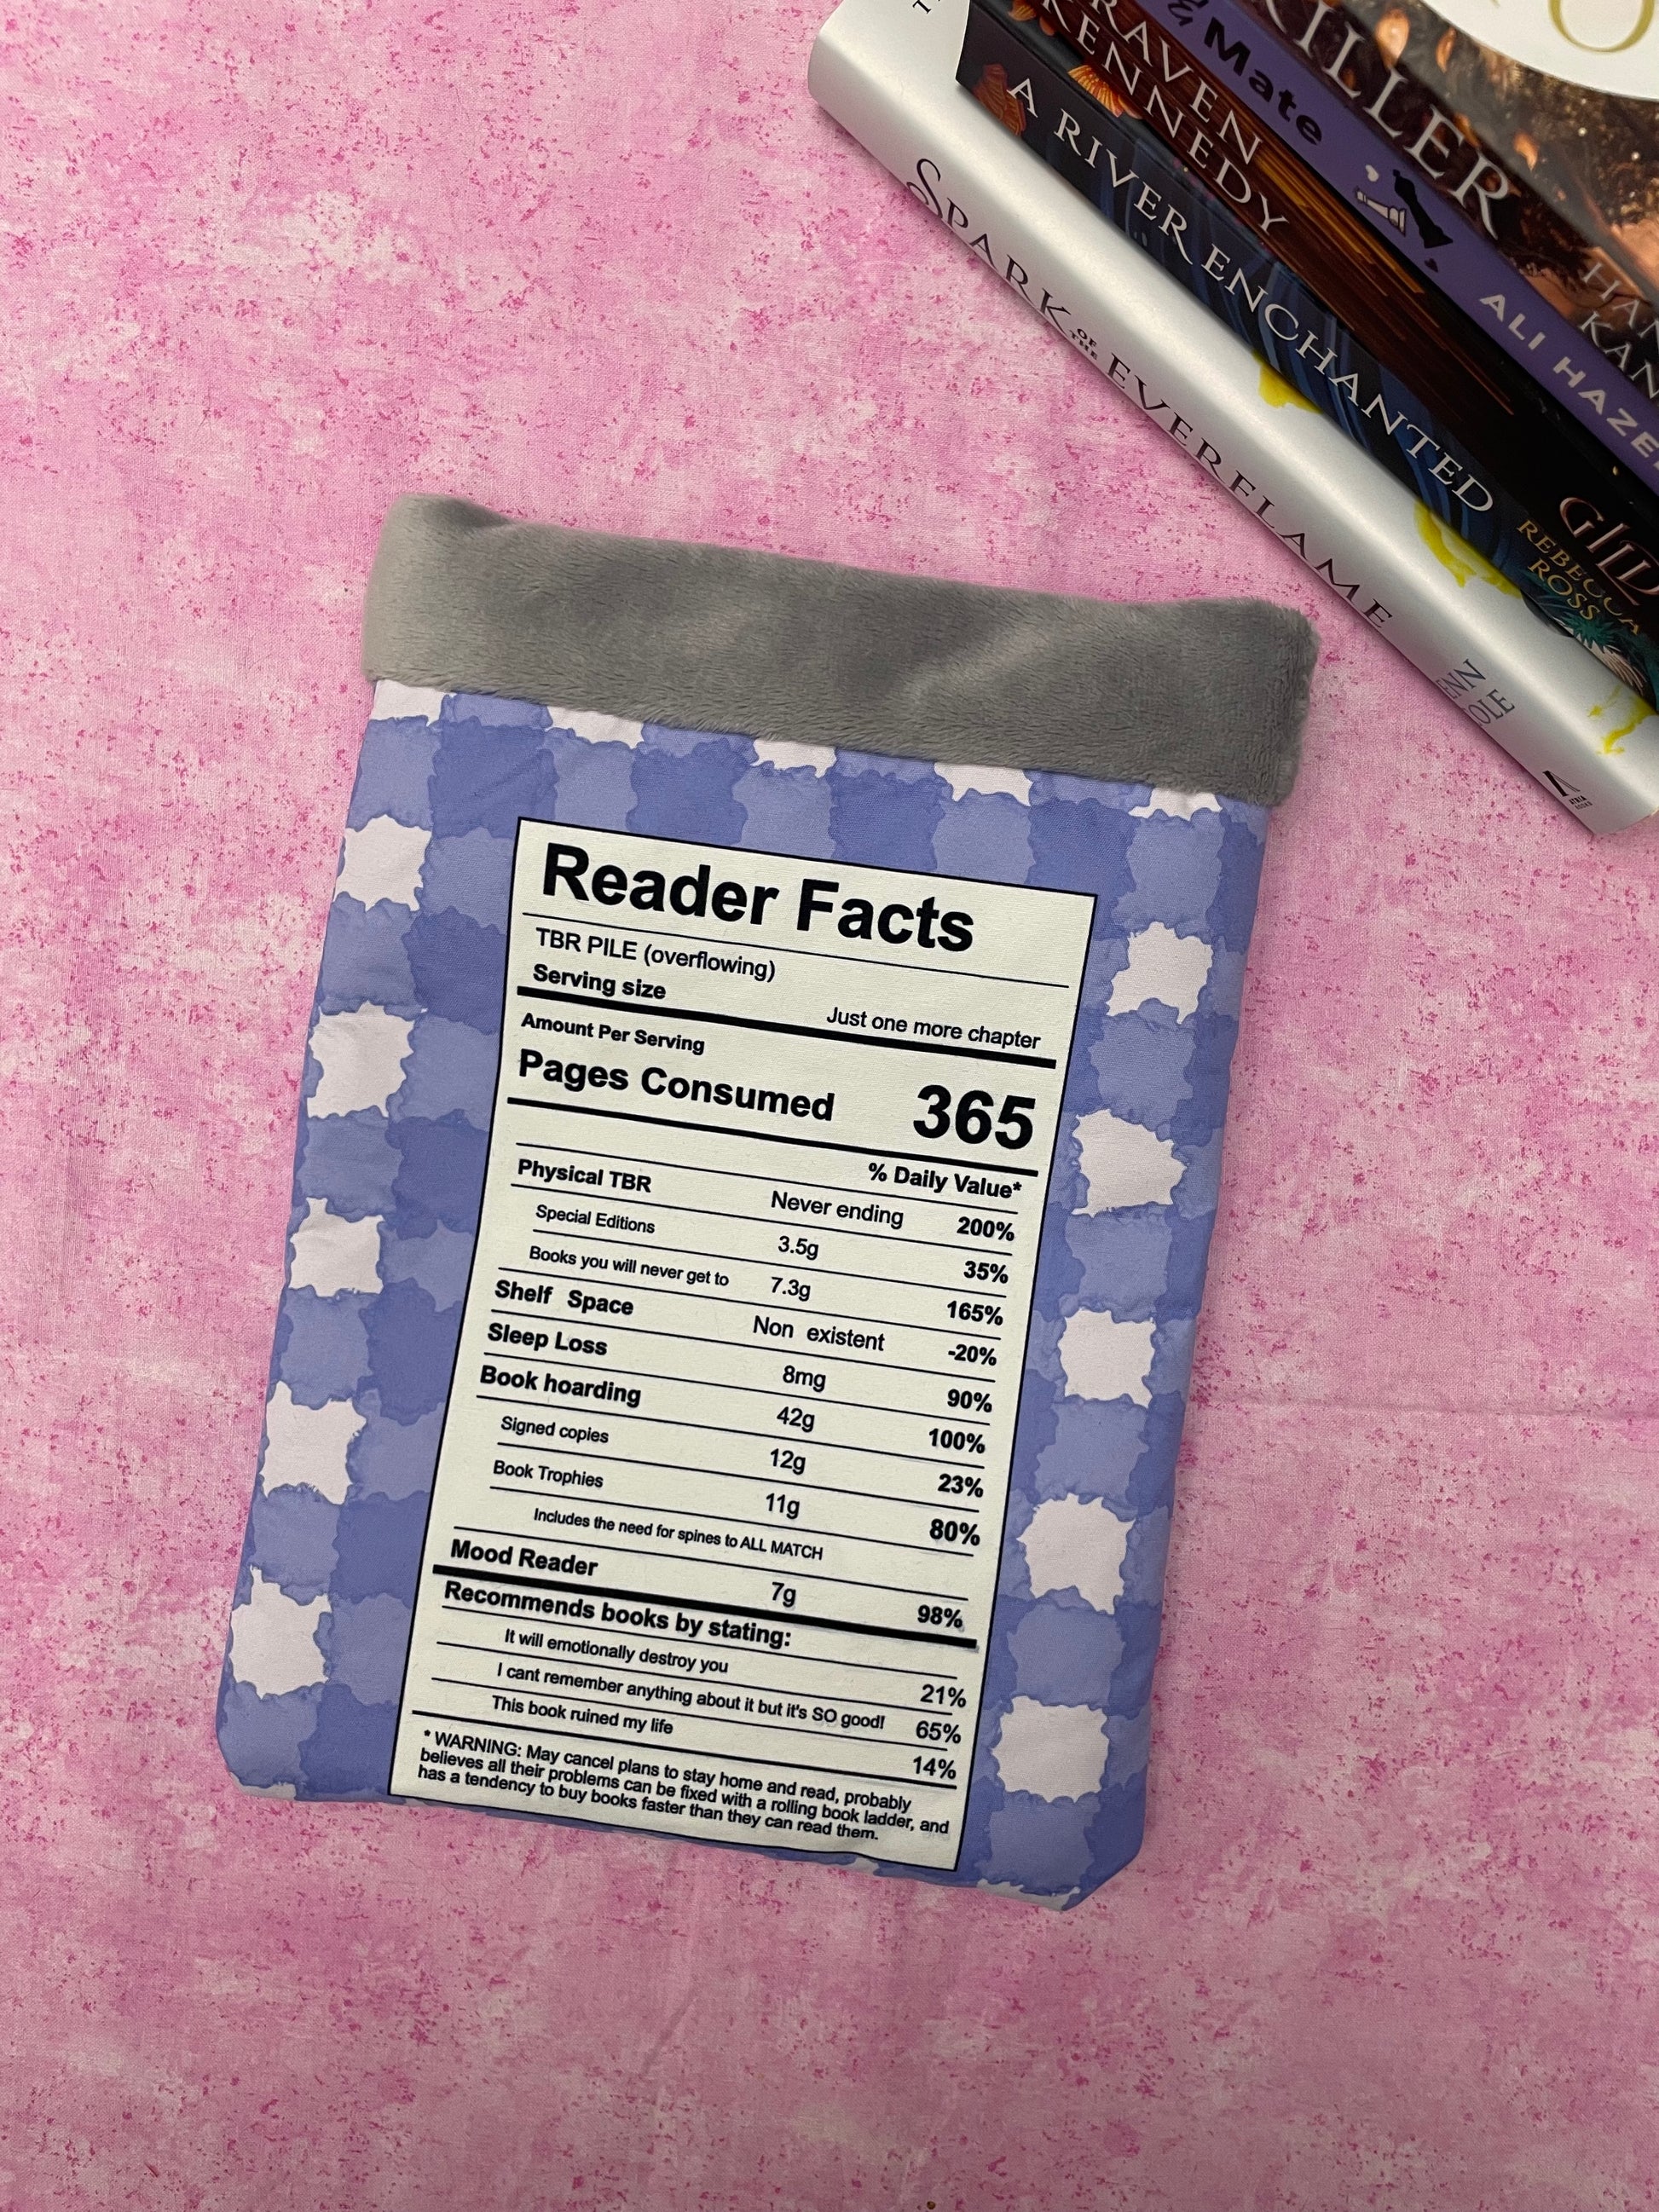 KILLER
& Mate
ALI HAZE
RAVEN
KENNEDY
GILD
A RIVER ENCHANTED
REBECCA
ROSS
SPARK OF THE EVERFLAME
ENN
OLE
ATRIA
BOOKS
Reader Facts
TBR PILE (overflowing)
Serving size Just one more chapter
Amount Per Serving
Pages Consumed 365
% Daily Value*
Physical TBR Never ending 200%
Special Editions 3.5g 35%
Books you will never get to 7.3g 165%
Shelf Space Non existent -20%
Sleep Loss 8mg 90%
Book hoarding 42g 100%
Signed copies 12g 23%
Book Trophies 11g 80%
Includes the need for spines to ALL MATCH
Mood Reader 7g 98%
Recommends books by stating:
It will emotionally destroy you 21%
I cant remember anything about it but it's SO good! 65%
This book ruined my life 14%
* WARNING: May cancel plans to stay home and read, probably
believes all their problems can be fixed with a rolling book ladder, and
has a tendency to buy books faster than they can read them.